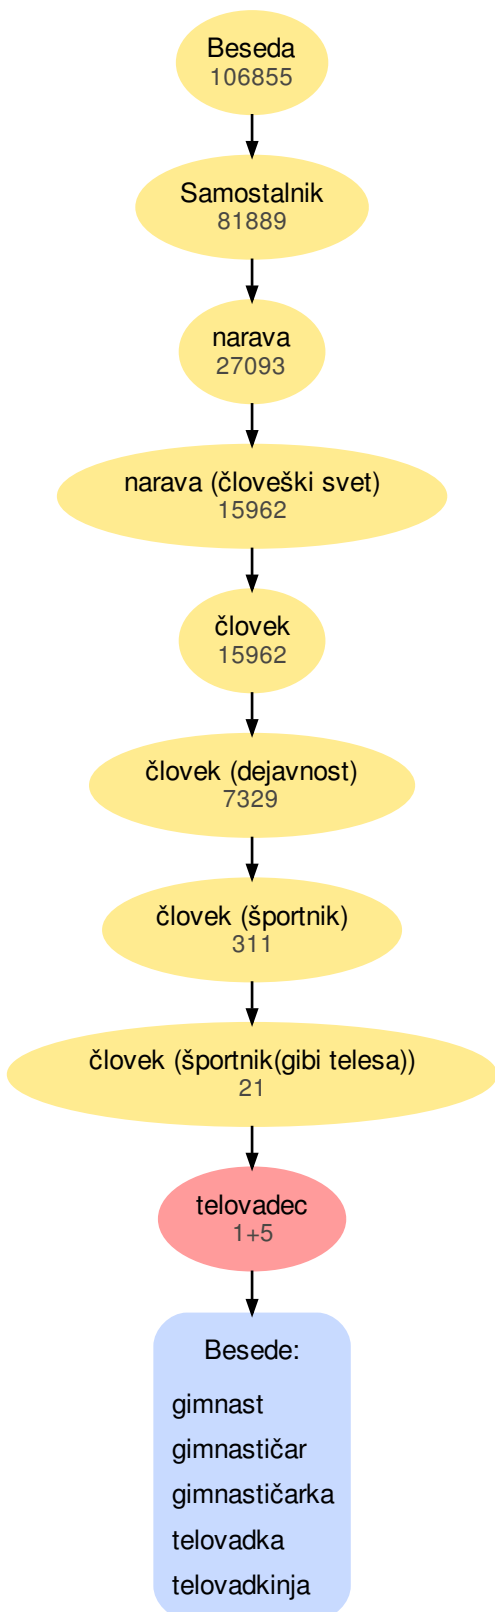 Beseda
106855
Samostalnik
81889
narava
27093
narava (človeški svet)
15962
človek
15962
človek (dejavnost)
7329
človek (športnik)
311
človek (športnik(gibi telesa))
21
telovadec
1+5
Besede:
gimnast
gimnastičar
gimnastičarka
telovadka
telovadkinja